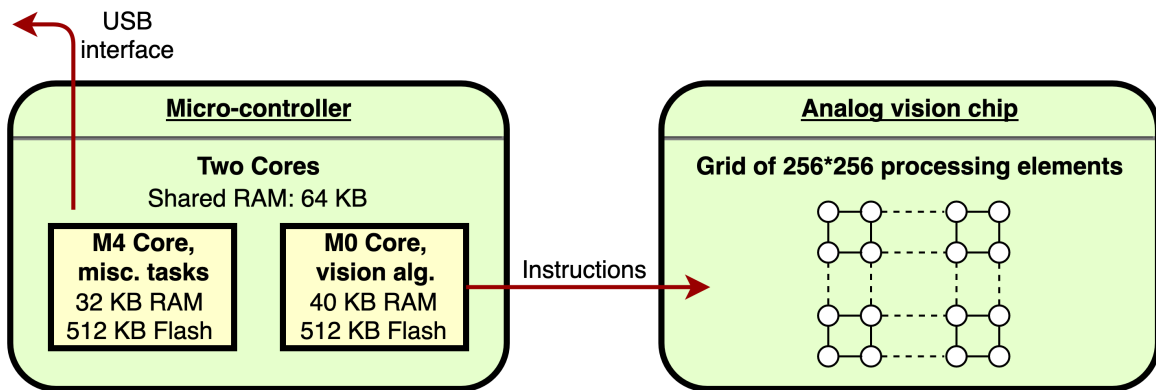 USB
interface
Micro-controller
Two Cores
Shared RAM: 64 KB
M4 Core,
misc. tasks
32 KB RAM
512 KB Flash
M0 Core,
vision alg.
40 KB RAM
512 KB Flash
Instructions
Analog vision chip
Grid of 256*256 processing elements